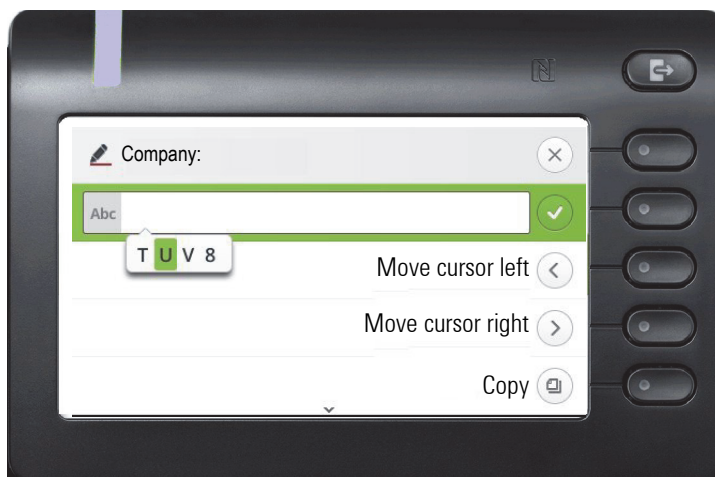 Company:
Abc
T U V 8
Move cursor left
Move cursor right
Copy